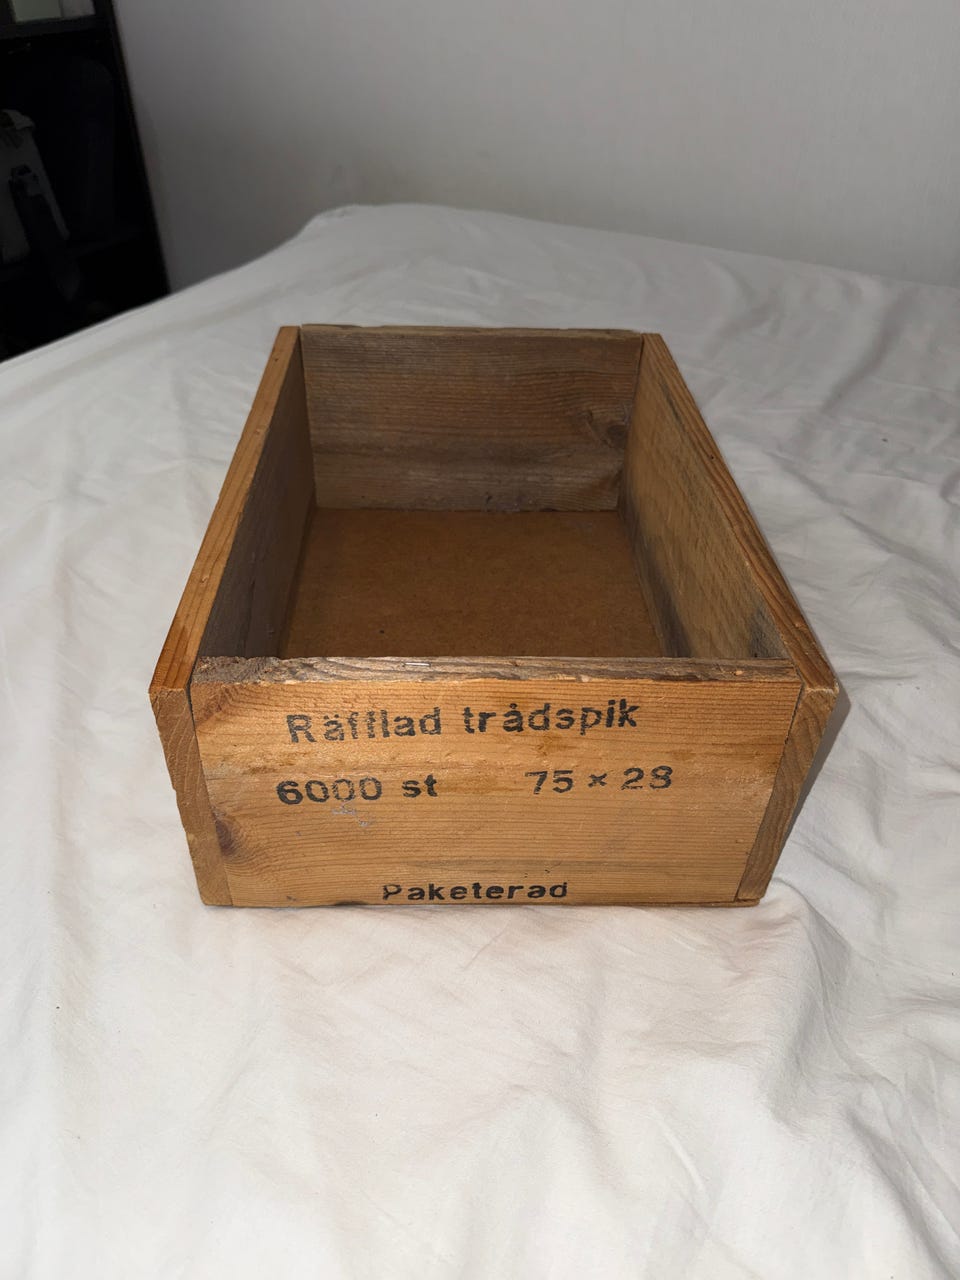 Räfflad trådspik
6000 st 75 × 28
Paketerad